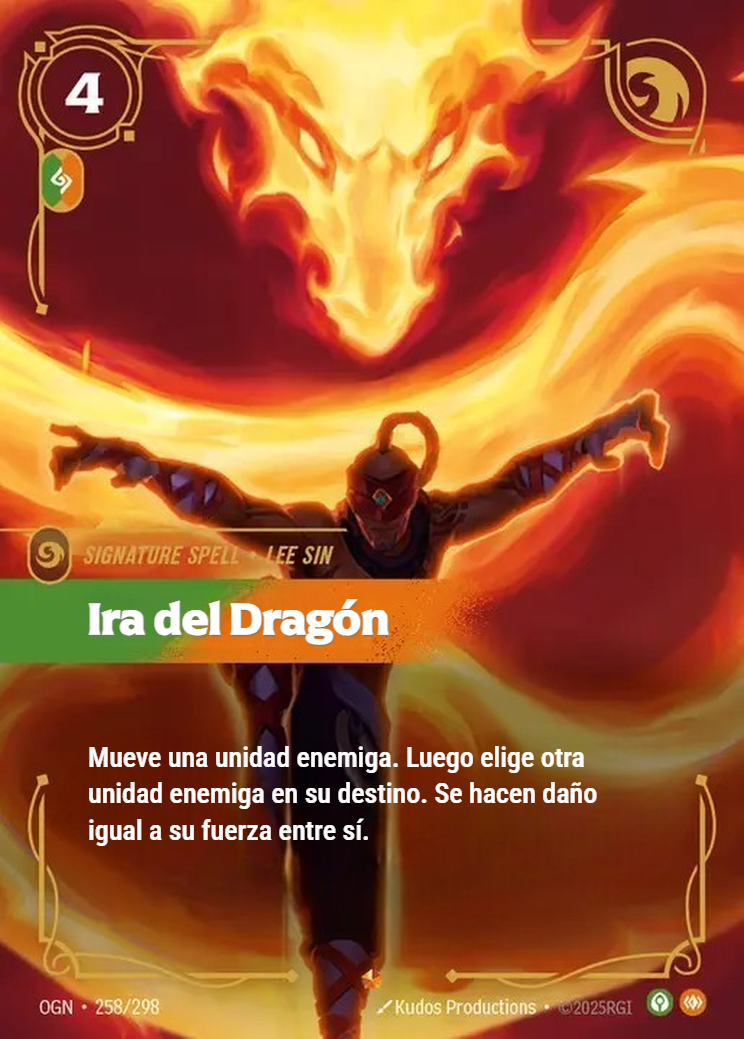 4
SIGNATURE SPELL • LEE SIN
Ira del Dragón
Mueve una unidad enemiga. Luego elige otra
unidad enemiga en su destino. Se hacen daño
igual a su fuerza entre sí.
OGN • 258/298
Kudos Productions • ©2025RGI